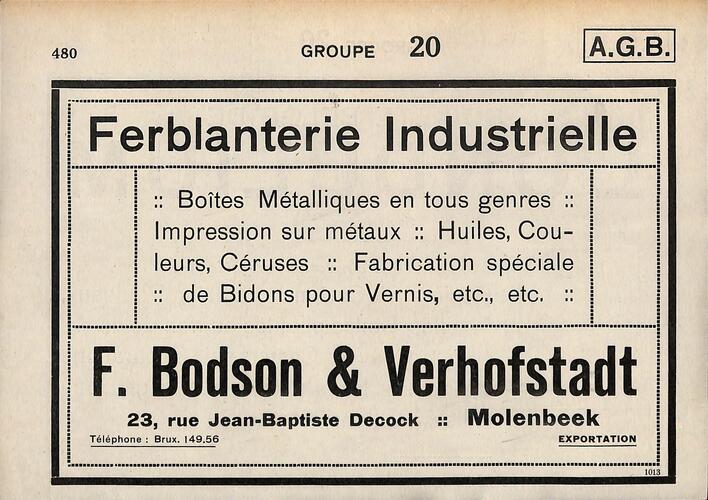 480 GROUPE 20 A.G.B.
Ferblanterie Industrielle
:: Boîtes Métalliques en tous genres ::
Impression sur métaux :: Huiles, Cou-
leurs, Céruses :: Fabrication spéciale
:: de Bidons pour Vernis, etc., etc. ::
F. Bodson & Verhofstadt
23, rue Jean-Baptiste Decock :: Molenbeek
Téléphone : Brux. 149,56 EXPORTATION
1013